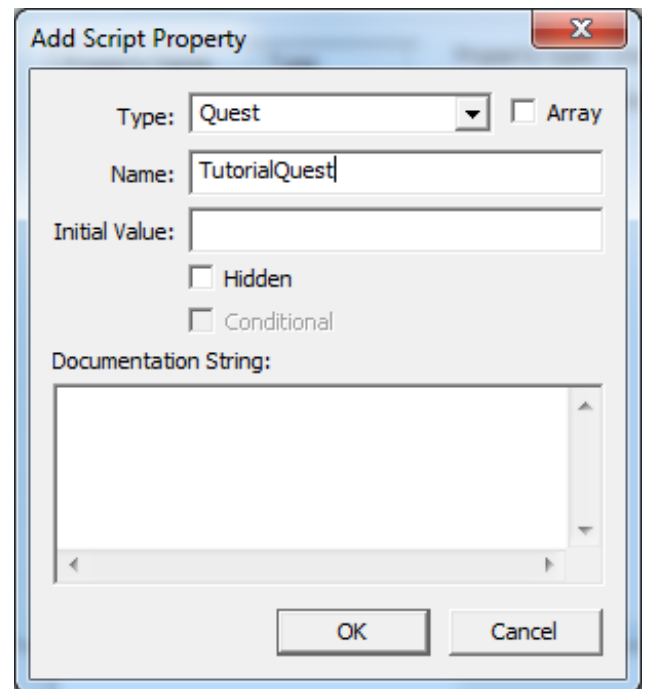 Add Script Property
Type: Quest Array
Name: TutorialQuest
Initial Value:
Hidden
Conditional
Documentation String:
OK Cancel